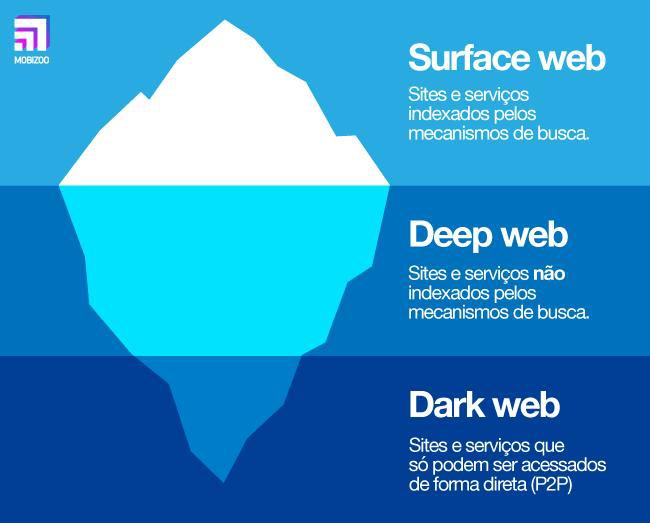 MOBIZOO
Surface web
Sites e serviços
indexados pelos
mecanismos de busca.
Deep web
Sites e serviços não
indexados pelos
mecanismos de busca.
Dark web
Sites e serviços que
só podem ser acessados
de forma direta (P2P)